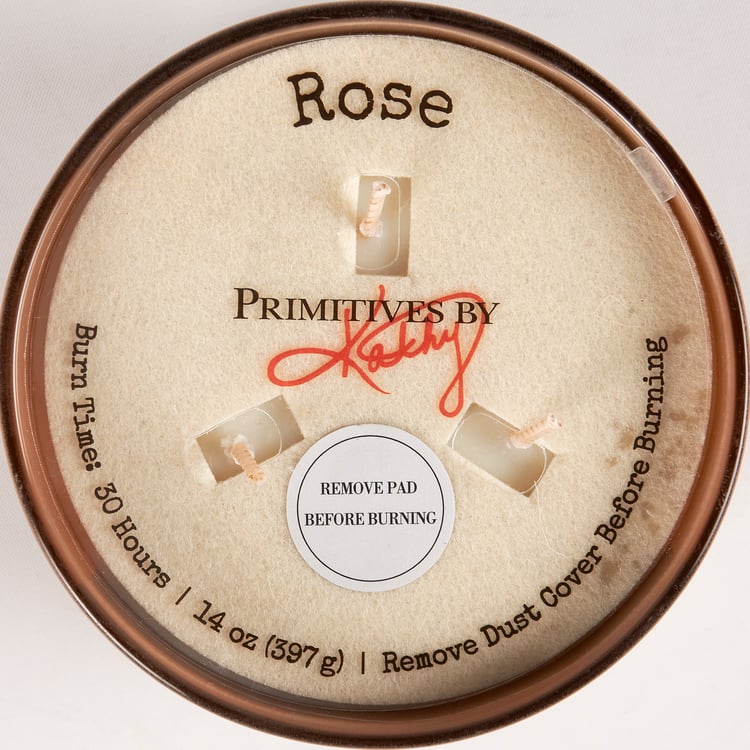 Rose
PRIMITIVES BY
Kathy
REMOVE PAD
BEFORE BURNING
Burn Time: 30 Hours | 14 oz (397 g) | Remove Dust Cover Before Burning